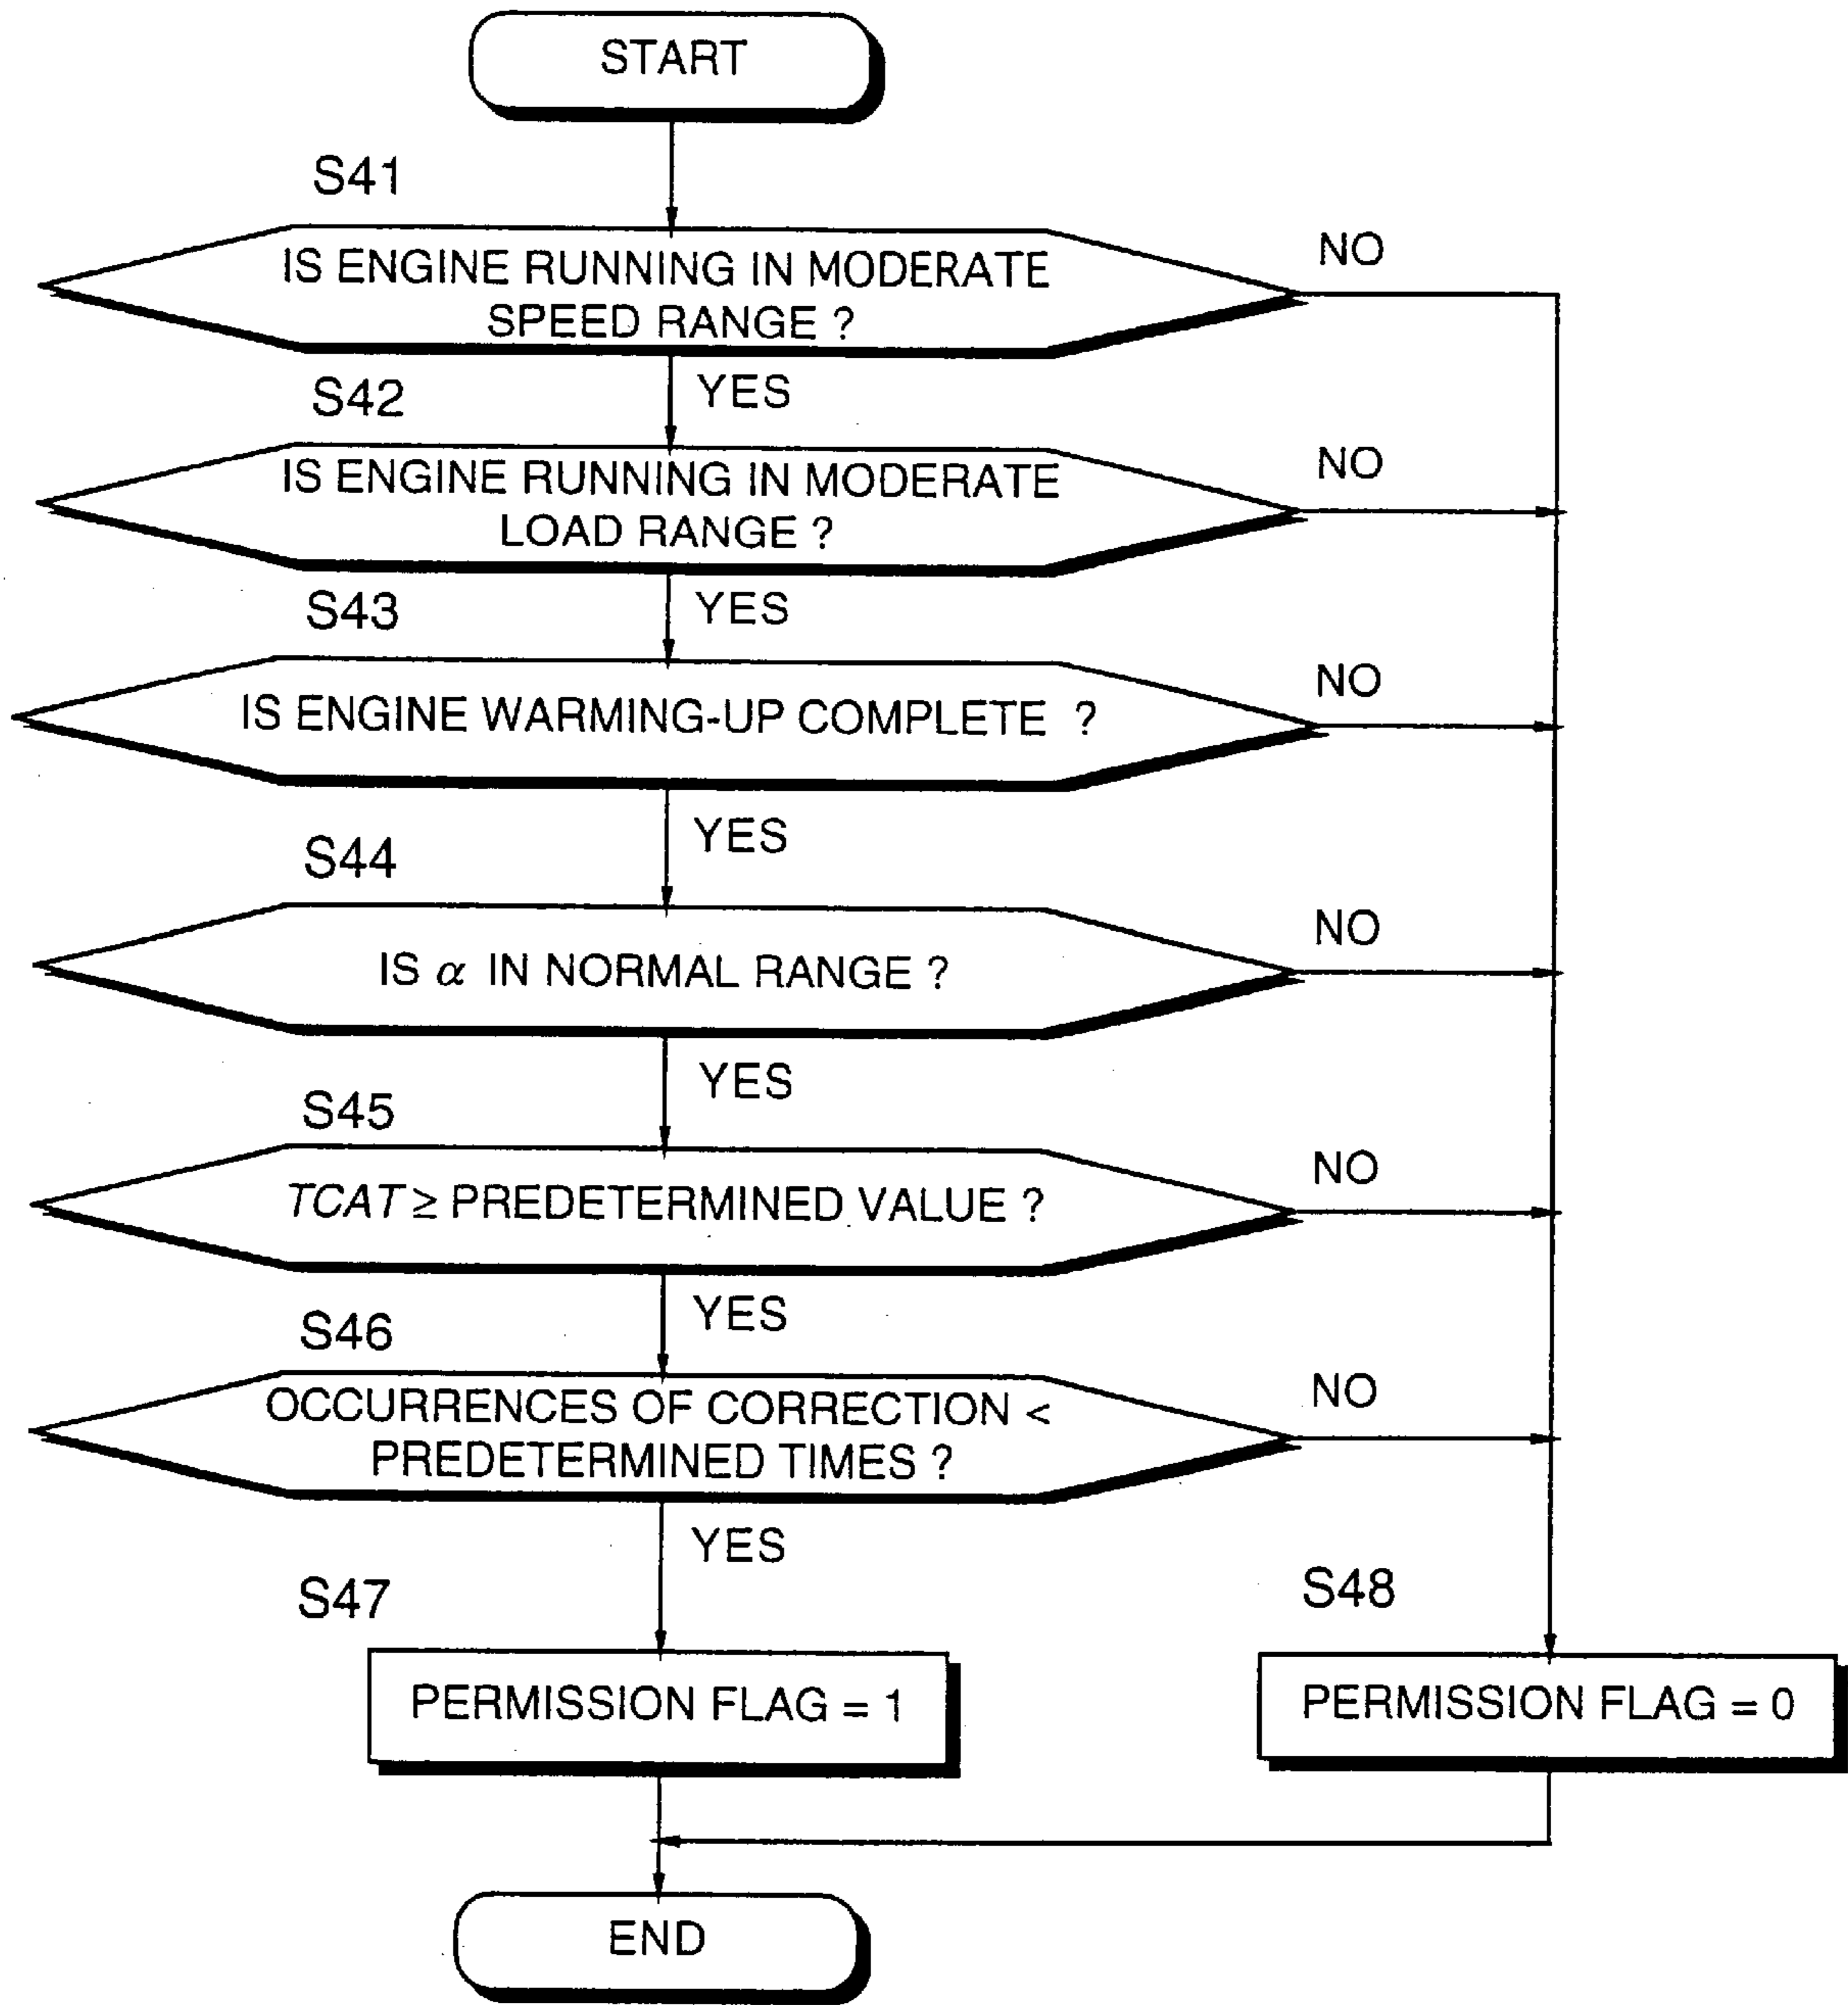 START
S41
IS ENGINE RUNNING IN MODERATE
SPEED RANGE ?
NO
YES
S42
IS ENGINE RUNNING IN MODERATE
LOAD RANGE ?
NO
YES
S43
IS ENGINE WARMING-UP COMPLETE ?
NO
YES
S44
IS α IN NORMAL RANGE ?
NO
YES
S45
TCAT ≥ PREDETERMINED VALUE ?
NO
YES
S46
OCCURRENCES OF CORRECTION <
PREDETERMINED TIMES ?
NO
YES
S47
PERMISSION FLAG = 1
S48
PERMISSION FLAG = 0
END